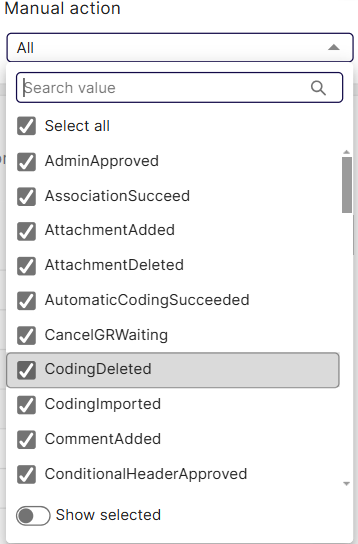 Manual action
All
Search value
Select all
AdminApproved
AssociationSucceed
AttachmentAdded
AttachmentDeleted
AutomaticCodingSucceeded
CancelGRWaiting
CodingDeleted
CodingImported
CommentAdded
ConditionalHeaderApproved
Show selected